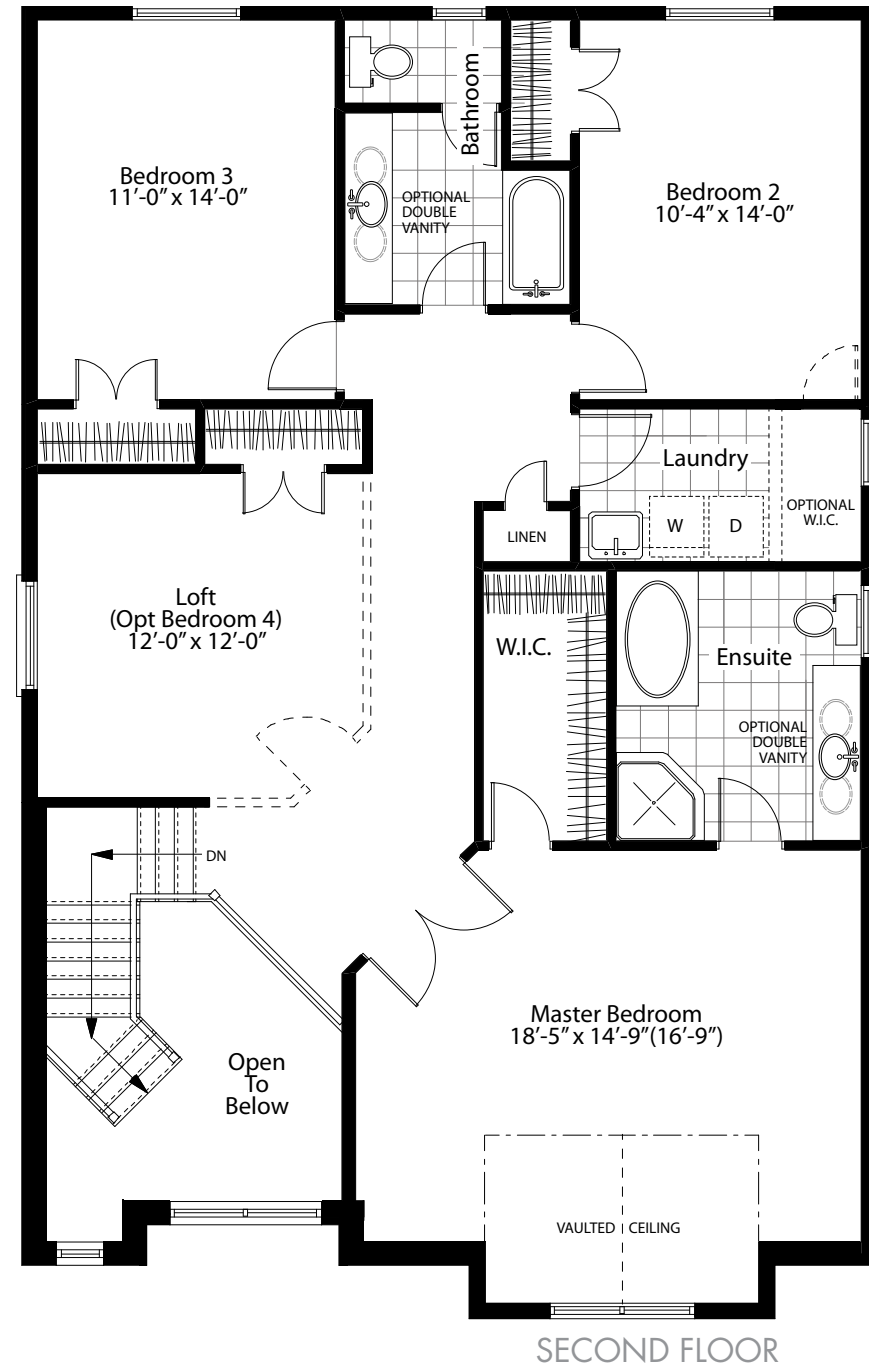 Bathroom
Bedroom 3
11’-0” x 14’-0”
OPTIONAL
DOUBLE
VANITY
Bedroom 2
10’-4” x 14’-0”
Laundry
W
D
OPTIONAL
W.I.C.
LINEN
Loft
(Opt Bedroom 4)
12’-0” x 12’-0”
W.I.C.
Ensuite
OPTIONAL
DOUBLE
VANITY
DN
Master Bedroom
18’-5” x 14’-9”(16’-9”)
Open
To
Below
VAULTED CEILING
SECOND FLOOR